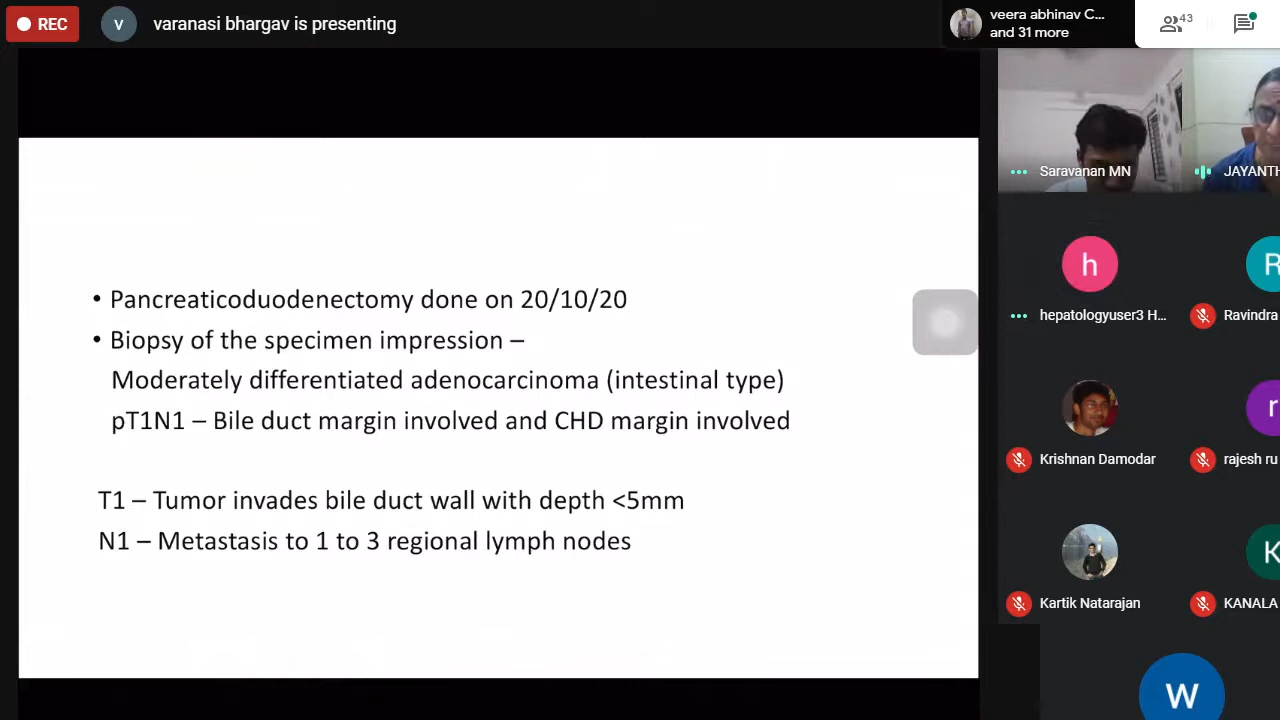 REC
v
varanasi bhargav is presenting
veera abhinav C...
and 31 more
43
• Pancreaticoduodenectomy done on 20/10/20
• Biopsy of the specimen impression –
Moderately differentiated adenocarcinoma (intestinal type)
pT1N1 – Bile duct margin involved and CHD margin involved
T1 – Tumor invades bile duct wall with depth <5mm
N1 – Metastasis to 1 to 3 regional lymph nodes
Saravanan MN
JAYANTH
h
R
hepatologyuser3 H...
Ravindra
r
Krishnan Damodar
rajesh ru
K
Kartik Natarajan
KANALA
W